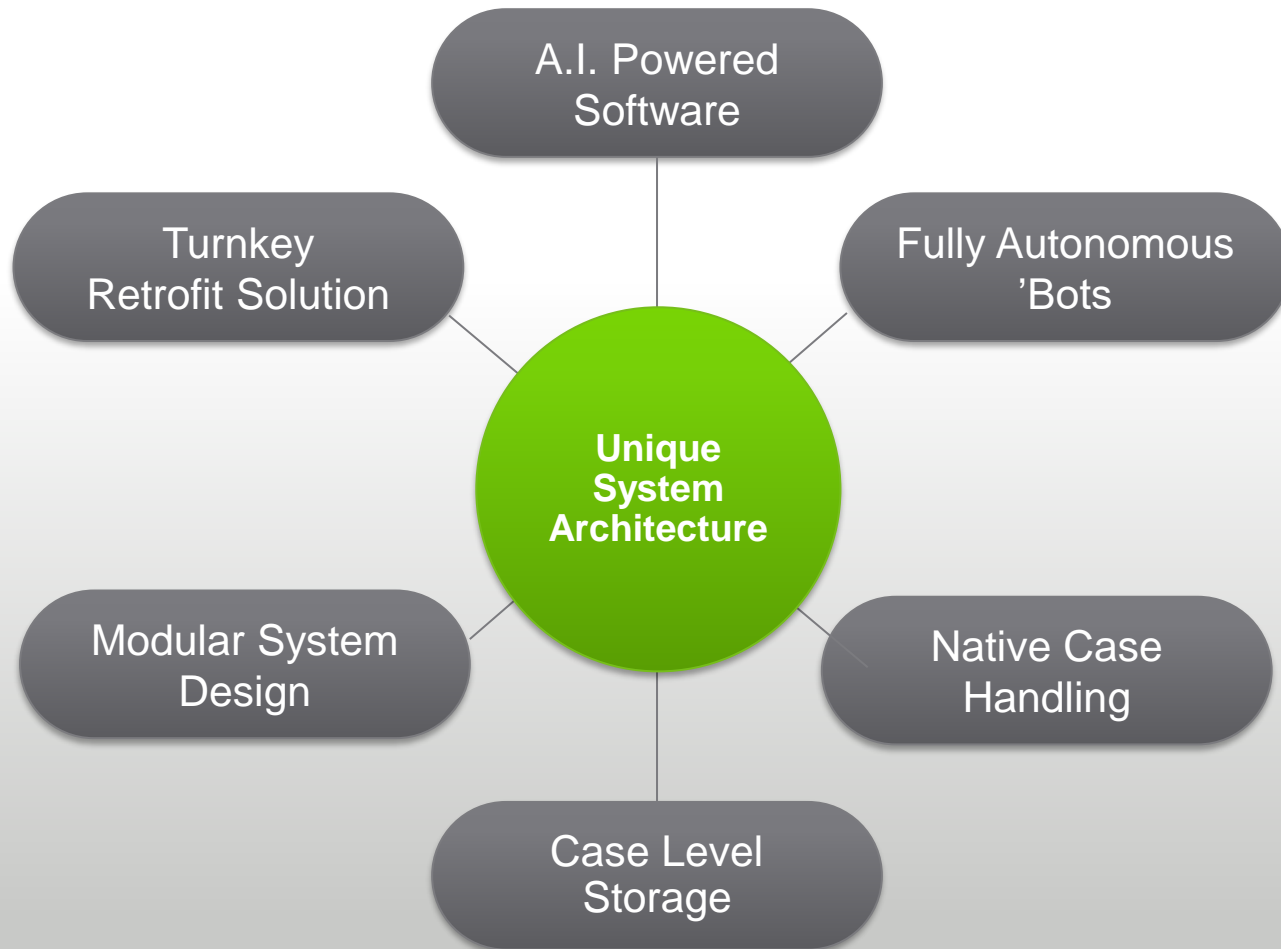 A.I. Powered
Software
Turnkey
Retrofit Solution
Fully Autonomous
’Bots
Unique
System
Architecture
Modular System
Design
Native Case
Handling
Case Level
Storage